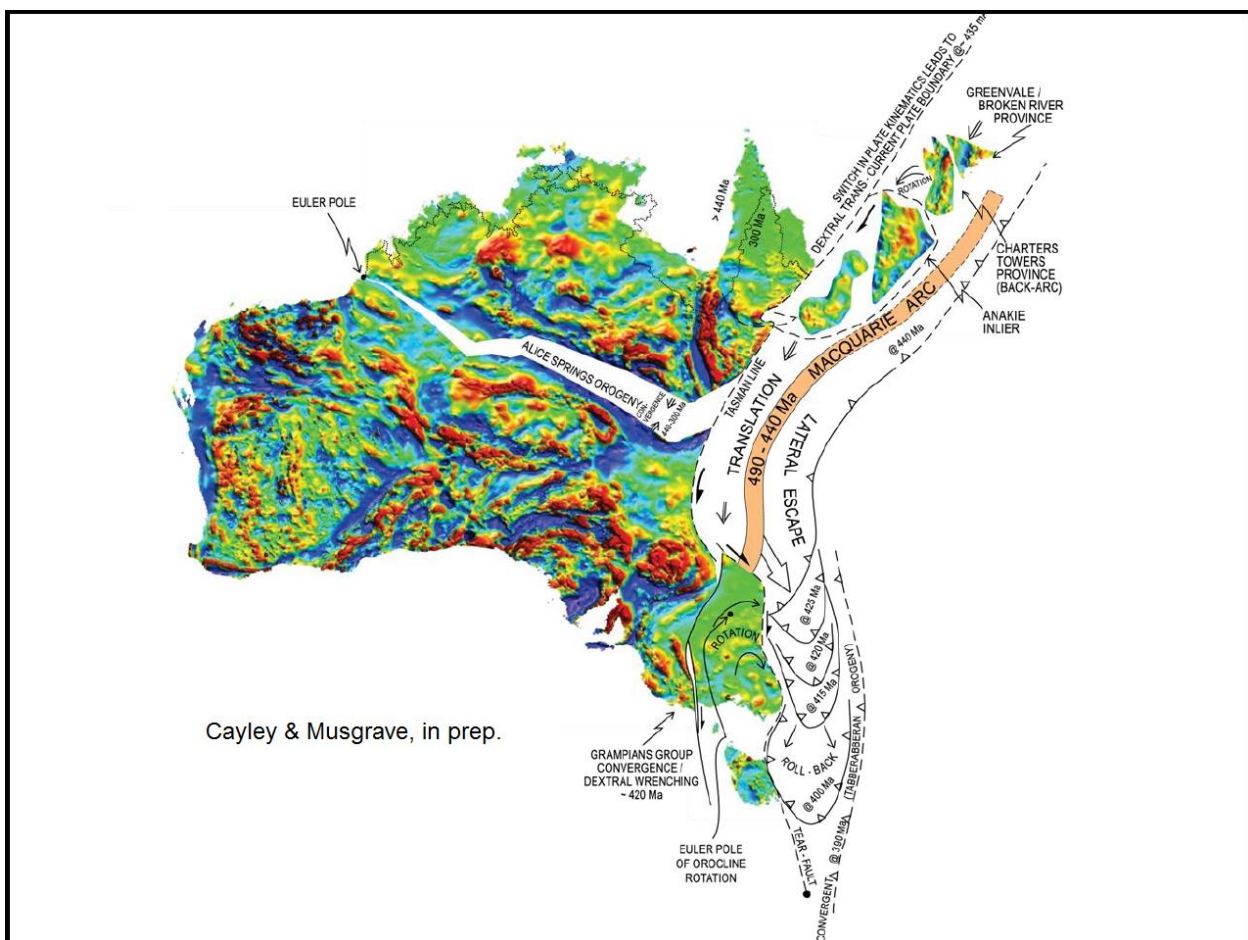 SWITCH IN PLATE KINEMATICS LEADS TO
DEXTRAL TRANS - CURRENT PLATE BOUNDARY @~ 435 m
GREENVALE /
BROKEN RIVER
PROVINCE
ROTATION
EULER POLE
> 440 Ma
300 Ma -
CHARTERS
TOWERS
PROVINCE
(BACK-ARC)
ANAKIE
INLIER
@ 440 Ma
490 - 440 Ma MACQUARIE ARC
ALICE SPRINGS OROGENY
CON-
VERGENCE
440-300 Ma
TASMAN LINE
TRANSLATION
LATERAL ESCAPE
@ 425 Ma
@ 420 Ma
@ 415 Ma
ROTATION
ROLL - BACK
@ 400 Ma
Cayley & Musgrave, in prep.
GRAMPIANS GROUP
CONVERGENCE /
DEXTRAL WRENCHING
~ 420 Ma
EULER POLE
OF OROCLINE
ROTATION
TEAR - FAULT
CONVERGENT @ 390 Ma (TABBERABBERAN OROGENY)